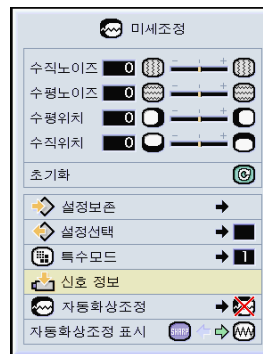 미세조정
수직노이즈 0 - +
수평노이즈 0 - +
수평위치 0 - +
수직위치 0 - +
초기화
설정보존
설정선택
특수모드 1
신호 정보
자동화상조정
자동화상조정 표시 SHARP